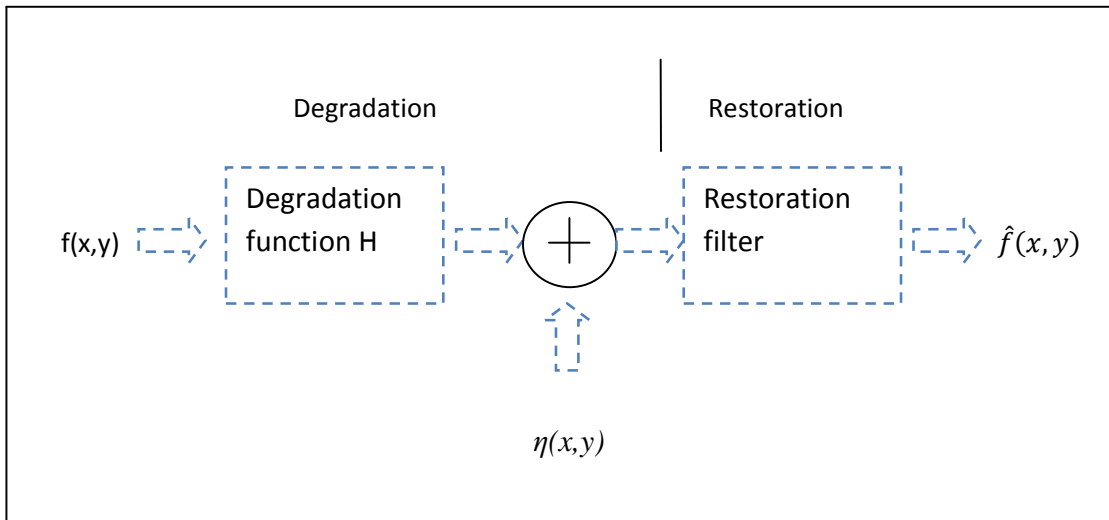 Degradation
Restoration
Degradation
function H
Restoration
filter
f(x,y)
f̂(x, y)
η(x,y)